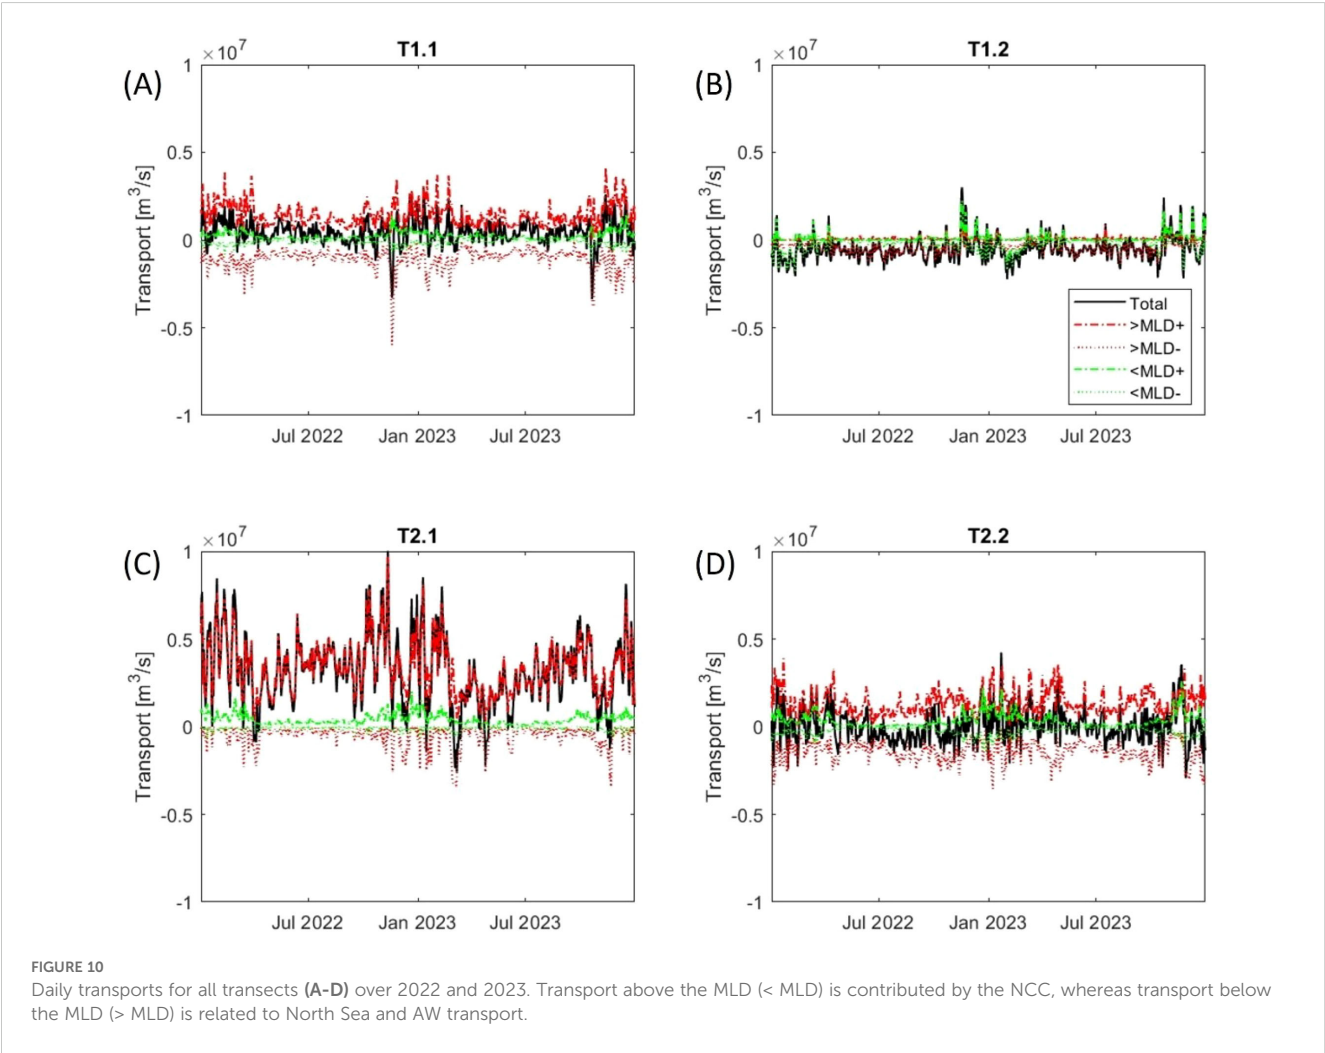 T1.1
(A)
×10^7
1
0.5
0
-0.5
-1
Transport [m^3/s]
Jul 2022 Jan 2023 Jul 2023
T1.2
(B)
×10^7
1
0.5
0
-0.5
-1
Transport [m^3/s]
Total
>MLD+
>MLD-
<MLD+
<MLD-
Jul 2022 Jan 2023 Jul 2023
T2.1
(C)
×10^7
1
0.5
0
-0.5
-1
Transport [m^3/s]
Jul 2022 Jan 2023 Jul 2023
T2.2
(D)
×10^7
1
0.5
0
-0.5
-1
Transport [m^3/s]
Jul 2022 Jan 2023 Jul 2023
FIGURE 10
Daily transports for all transects (A-D) over 2022 and 2023. Transport above the MLD (< MLD) is contributed by the NCC, whereas transport below
the MLD (> MLD) is related to North Sea and AW transport.